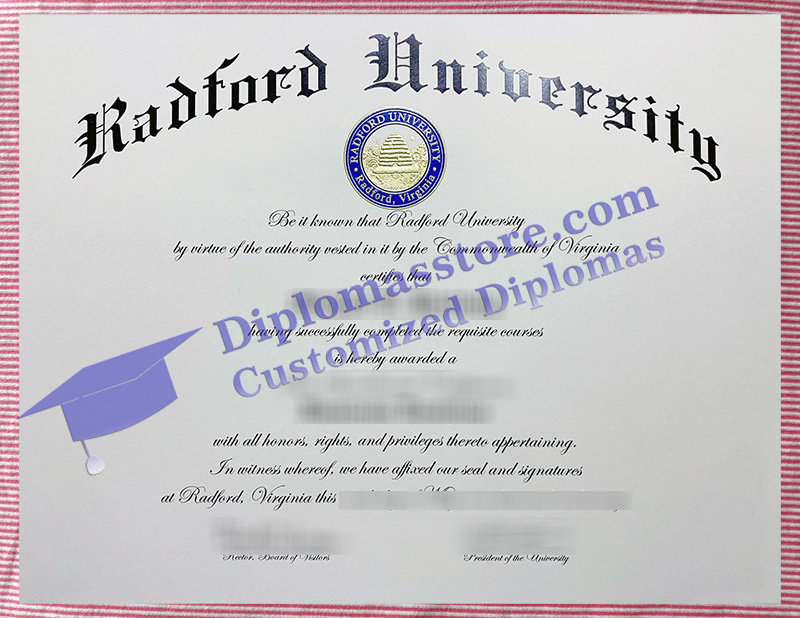 Radford University
RADFORD UNIVERSITY
Radford, Virginia
Be it known that Radford University
by virtue of the authority vested in it by the Commonwealth of Virginia
certifies that
Diplomasstore.com
Customized Diplomas
having successfully completed the requisite courses
is hereby awarded a
with all honors, rights, and privileges thereto appertaining.
In witness whereof, we have affixed our seal and signatures
at Radford, Virginia this
Rector, Board of Visitors
President of the University